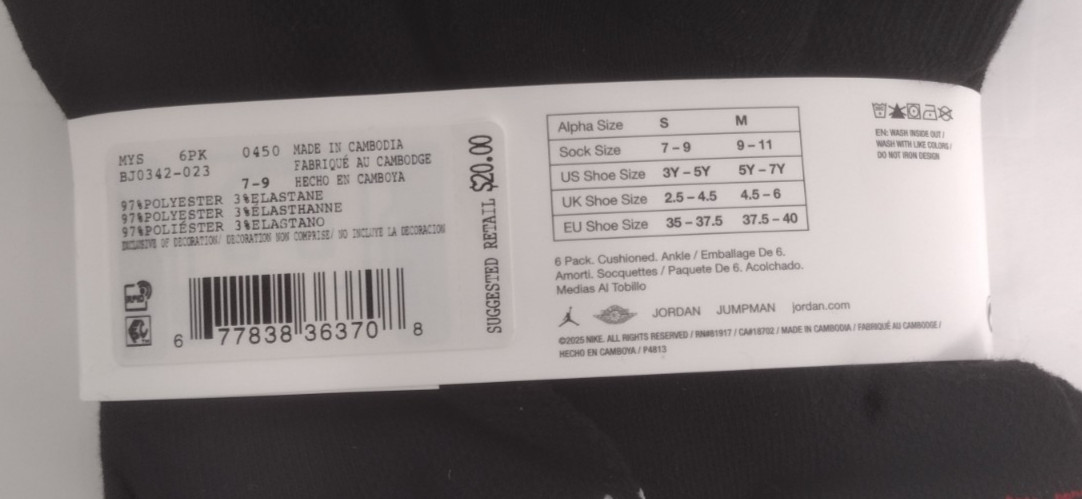 MYS 6PK 0450 MADE IN CAMBODIA
BJ0342-023 FABRIQUÉ AU CAMBODGE
7-9 HECHO EN CAMBOYA
97%POLYESTER 3%ELASTANE
97%POLYESTER 3%ÉLASTHANNE
97%POLIÉSTER 3%ELASTANO
EXCLUSIVE OF DECORATION/ DECORATION NON COMPRISE/ NO INCLUYE LA DECORACION
RFID
6 77838 36370 8
SUGGESTED RETAIL $20.00
Alpha Size S M
Sock Size 7 - 9 9 - 11
US Shoe Size 3Y - 5Y 5Y - 7Y
UK Shoe Size 2.5 - 4.5 4.5 - 6
EU Shoe Size 35 - 37.5 37.5 - 40
6 Pack. Cushioned. Ankle / Emballage De 6.
Amorti. Socquettes / Paquete De 6. Acolchado.
Medias Al Tobillo
JORDAN JUMPMAN jordan.com
©2025 NIKE. ALL RIGHTS RESERVED / RN#81917 / CA#18702 / MADE IN CAMBODIA / FABRIQUÉ AU CAMBODGE /
HECHO EN CAMBOYA / P4813
EN: WASH INSIDE OUT /
WASH WITH LIKE COLORS /
DO NOT IRON DESIGN